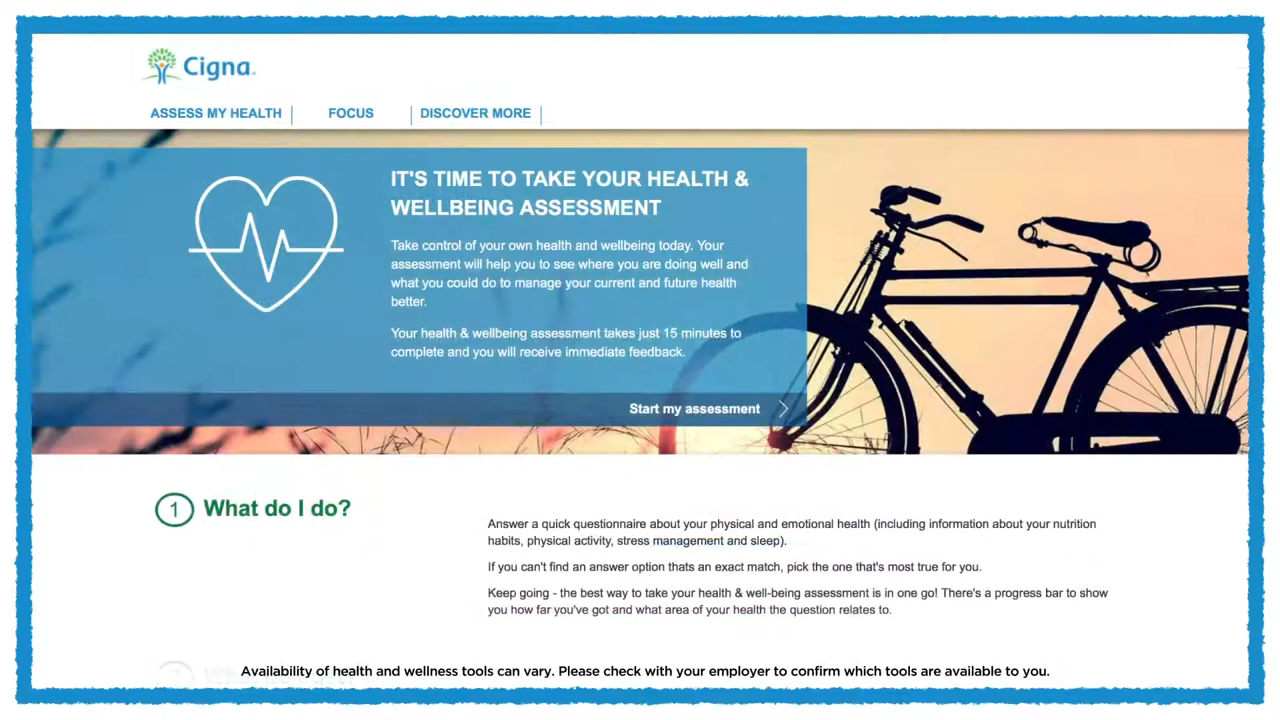 Cigna.
ASSESS MY HEALTH
FOCUS
DISCOVER MORE
IT'S TIME TO TAKE YOUR HEALTH &
WELLBEING ASSESSMENT
Take control of your own health and wellbeing today. Your
assessment will help you to see where you are doing well and
what you could do to manage your current and future health
better.
Your health & wellbeing assessment takes just 15 minutes to
complete and you will receive immediate feedback.
Start my assessment
1 What do I do?
Answer a quick questionnaire about your physical and emotional health (including information about your nutrition
habits, physical activity, stress management and sleep).
If you can't find an answer option thats an exact match, pick the one that's most true for you.
Keep going - the best way to take your health & well-being assessment is in one go! There's a progress bar to show
you how far you've got and what area of your health the question relates to.
Availability of health and wellness tools can vary. Please check with your employer to confirm which tools are available to you.